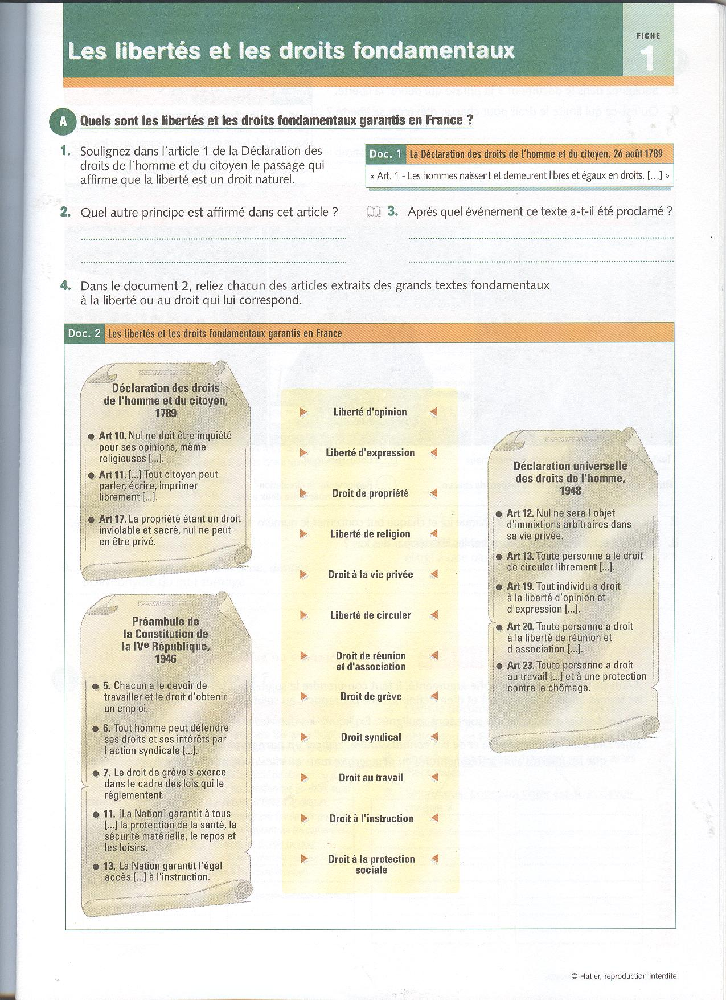 Les libertés et les droits fondamentaux
FICHE
1
A Quels sont les libertés et les droits fondamentaux garantis en France ?
1. Soulignez dans l'article 1 de la Déclaration des
droits de l'homme et du citoyen le passage qui
affirme que la liberté est un droit naturel.
Doc. 1 La Déclaration des droits de l'homme et du citoyen, 26 août 1789
« Art. 1 - Les hommes naissent et demeurent libres et égaux en droits. [...] »
2. Quel autre principe est affirmé dans cet article ?
3. Après quel événement ce texte a-t-il été proclamé ?
4. Dans le document 2, reliez chacun des articles extraits des grands textes fondamentaux
à la liberté ou au droit qui lui correspond.
Doc. 2 Les libertés et les droits fondamentaux garantis en France
Déclaration des droits
de l'homme et du citoyen,
1789
● Art 10. Nul ne doit être inquiété
pour ses opinions, même
religieuses [...].
● Art 11. [...] Tout citoyen peut
parler, écrire, imprimer
librement [...].
● Art 17. La propriété étant un droit
inviolable et sacré, nul ne peut
en être privé.
Préambule de
la Constitution de
la IVe République,
1946
● 5. Chacun a le devoir de
travailler et le droit d'obtenir
un emploi.
● 6. Tout homme peut défendre
ses droits et ses intérêts par
l'action syndicale [...].
● 7. Le droit de grève s'exerce
dans le cadre des lois qui le
réglementent.
● 11. [La Nation] garantit à tous
[...] la protection de la santé, la
sécurité matérielle, le repos et
les loisirs.
● 13. La Nation garantit l'égal
accès [...] à l'instruction.
Liberté d'opinion
Liberté d'expression
Droit de propriété
Liberté de religion
Droit à la vie privée
Liberté de circuler
Droit de réunion
et d'association
Droit de grève
Droit syndical
Droit au travail
Droit à l'instruction
Droit à la protection
sociale
Déclaration universelle
des droits de l'homme,
1948
● Art 12. Nul ne sera l'objet
d'immixtions arbitraires dans
sa vie privée.
● Art 13. Toute personne a le droit
de circuler librement [...].
● Art 19. Tout individu a droit
à la liberté d'opinion et
d'expression [...].
● Art 20. Toute personne a droit
à la liberté de réunion et
d'association [...].
● Art 23. Toute personne a droit
au travail [...] et à une protection
contre le chômage.
© Hatier, reproduction interdite